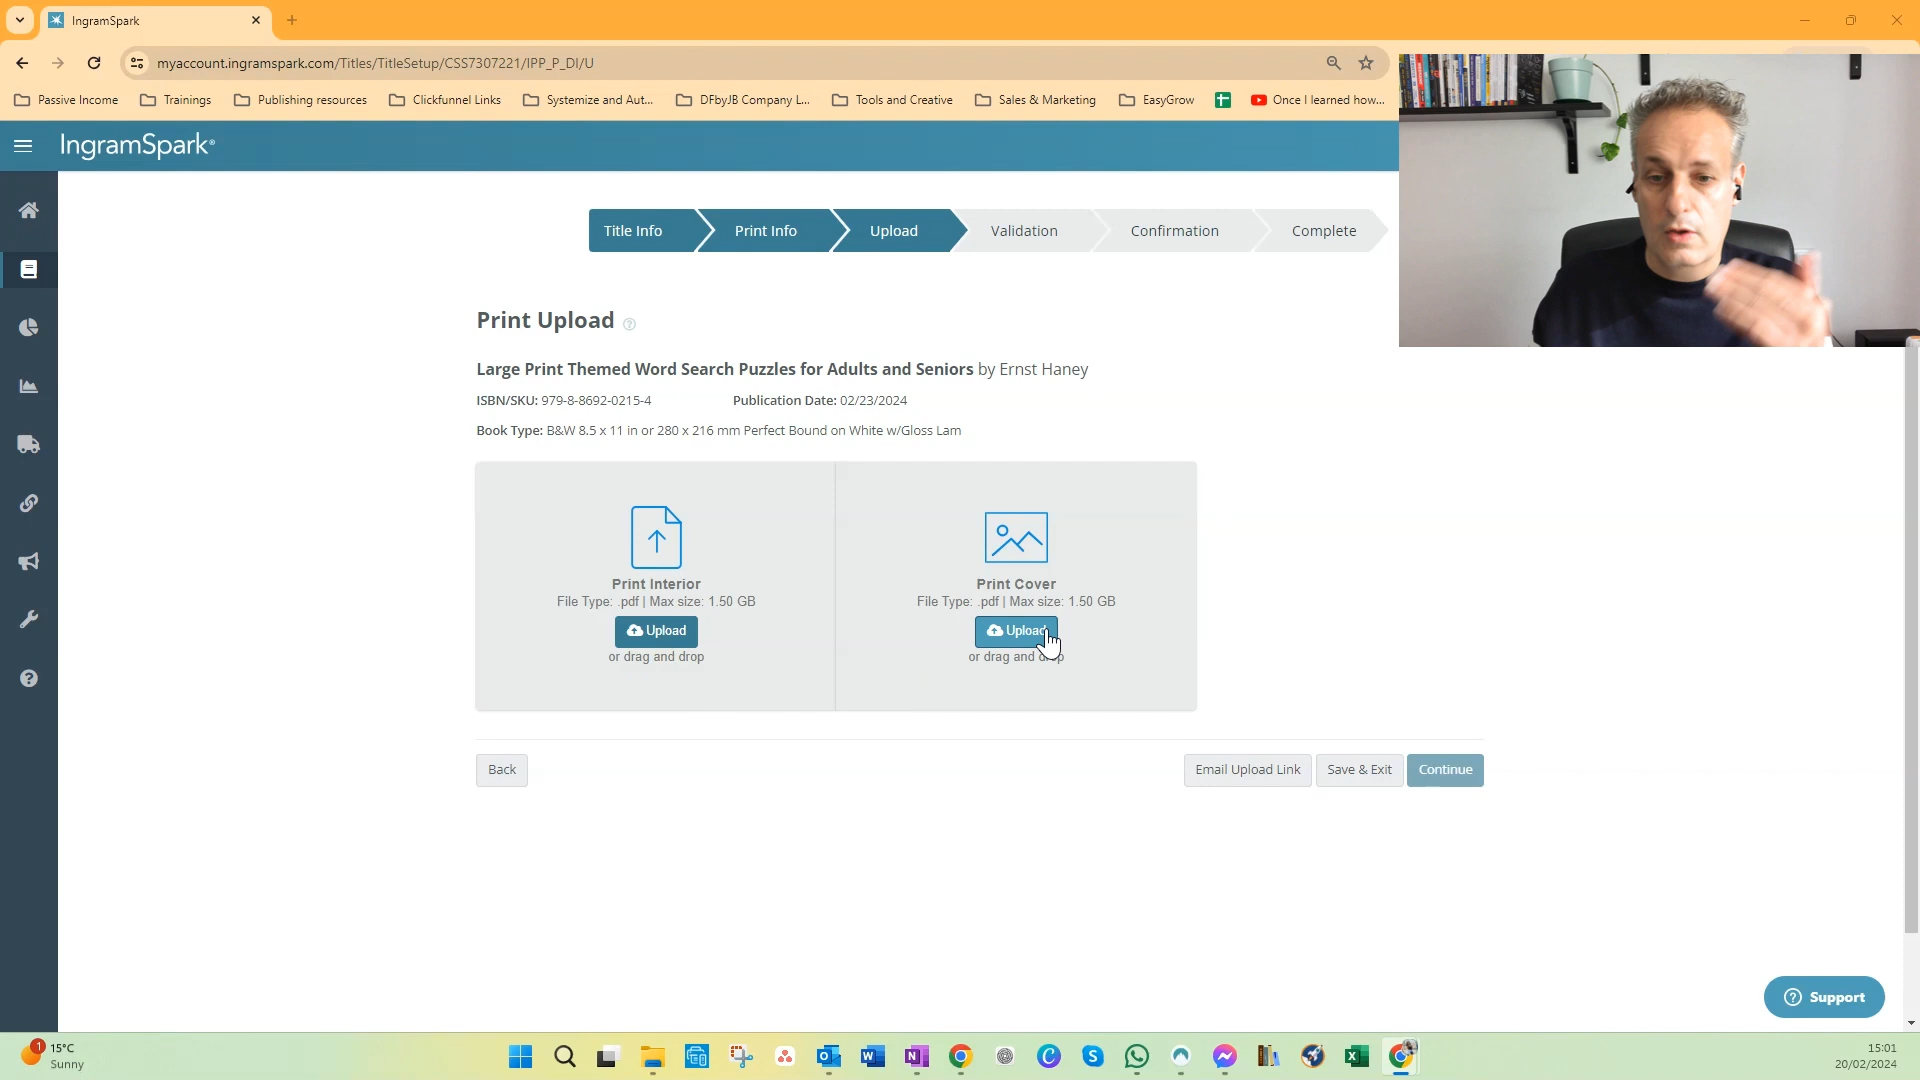 IngramSpark
myaccount.ingramspark.com/Titles/TitleSetup/CSS7307221/IPP_P_DI/U
Passive Income
Trainings
Publishing resources
Clickfunnel Links
Systemize and Aut...
DFbyJB Company L...
Tools and Creative
Sales & Marketing
EasyGrow
Once I learned how...
IngramSpark®
Title Info
Print Info
Upload
Validation
Confirmation
Complete
Print Upload
Large Print Themed Word Search Puzzles for Adults and Seniors by Ernst Haney
ISBN/SKU: 979-8-8692-0215-4
Publication Date: 02/23/2024
Book Type: B&W 8.5 x 11 in or 280 x 216 mm Perfect Bound on White w/Gloss Lam
Print Interior
File Type: .pdf | Max size: 1.50 GB
Upload
or drag and drop
Print Cover
File Type: .pdf | Max size: 1.50 GB
Upload
or drag and drop
Back
Email Upload Link
Save & Exit
Continue
Support
1
15°C
Sunny
15:01
20/02/2024